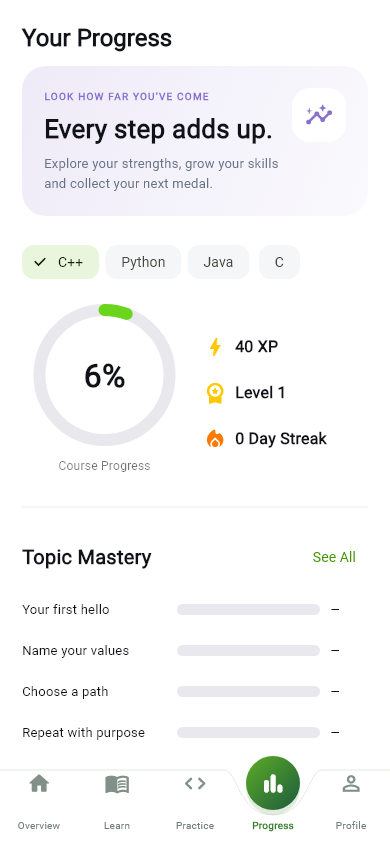 Your Progress
LOOK HOW FAR YOU'VE COME
Every step adds up.
Explore your strengths, grow your skills
and collect your next medal.
C++ Python Java C
6%
40 XP
Level 1
0 Day Streak
Course Progress
Topic Mastery See All
Your first hello –
Name your values –
Choose a path –
Repeat with purpose –
Overview Learn Practice Progress Profile